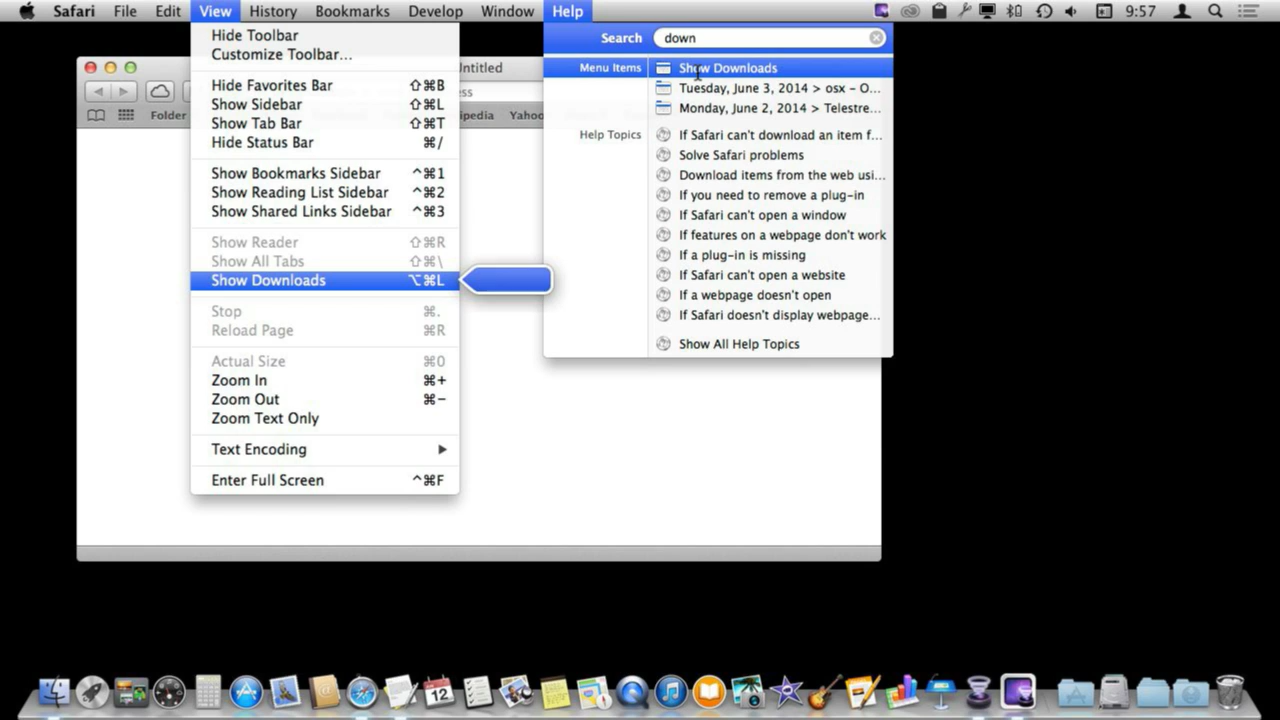 Safari File Edit View History Bookmarks Develop Window Help 9:57
Hide Toolbar
Customize Toolbar...
Hide Favorites Bar ⇧⌘B
Show Sidebar ⇧⌘L
Show Tab Bar ⇧⌘T
Hide Status Bar ⌘/
Show Bookmarks Sidebar ^⌘1
Show Reading List Sidebar ^⌘2
Show Shared Links Sidebar ^⌘3
Show Reader ⇧⌘R
Show All Tabs ⇧⌘\
Show Downloads ⌥⌘L
Stop ⌘.
Reload Page ⌘R
Actual Size ⌘0
Zoom In ⌘+
Zoom Out ⌘−
Zoom Text Only
Text Encoding
Enter Full Screen ^⌘F
Search down
Menu Items Show Downloads
Tuesday, June 3, 2014 > osx – O...
Monday, June 2, 2014 > Telestre...
Help Topics If Safari can't download an item f...
Solve Safari problems
Download items from the web usi...
If you need to remove a plug-in
If Safari can't open a window
If features on a webpage don't work
If a plug-in is missing
If Safari can't open a website
If a webpage doesn't open
If Safari doesn't display webpage...
Show All Help Topics
ntitled
ess
Folder
ipedia Yahoo
12